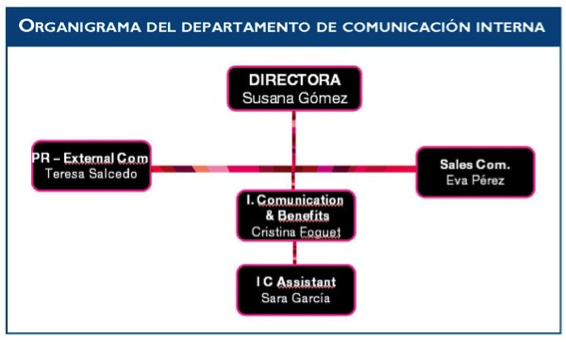 ORGANIGRAMA DEL DEPARTAMENTO DE COMUNICACIÓN INTERNA
DIRECTORA
Susana Gómez
PR – External Com
Teresa Salcedo
Sales Com.
Eva Pérez
I. Comunication
& Benefits
Cristina Foguet
I C Assistant
Sara García